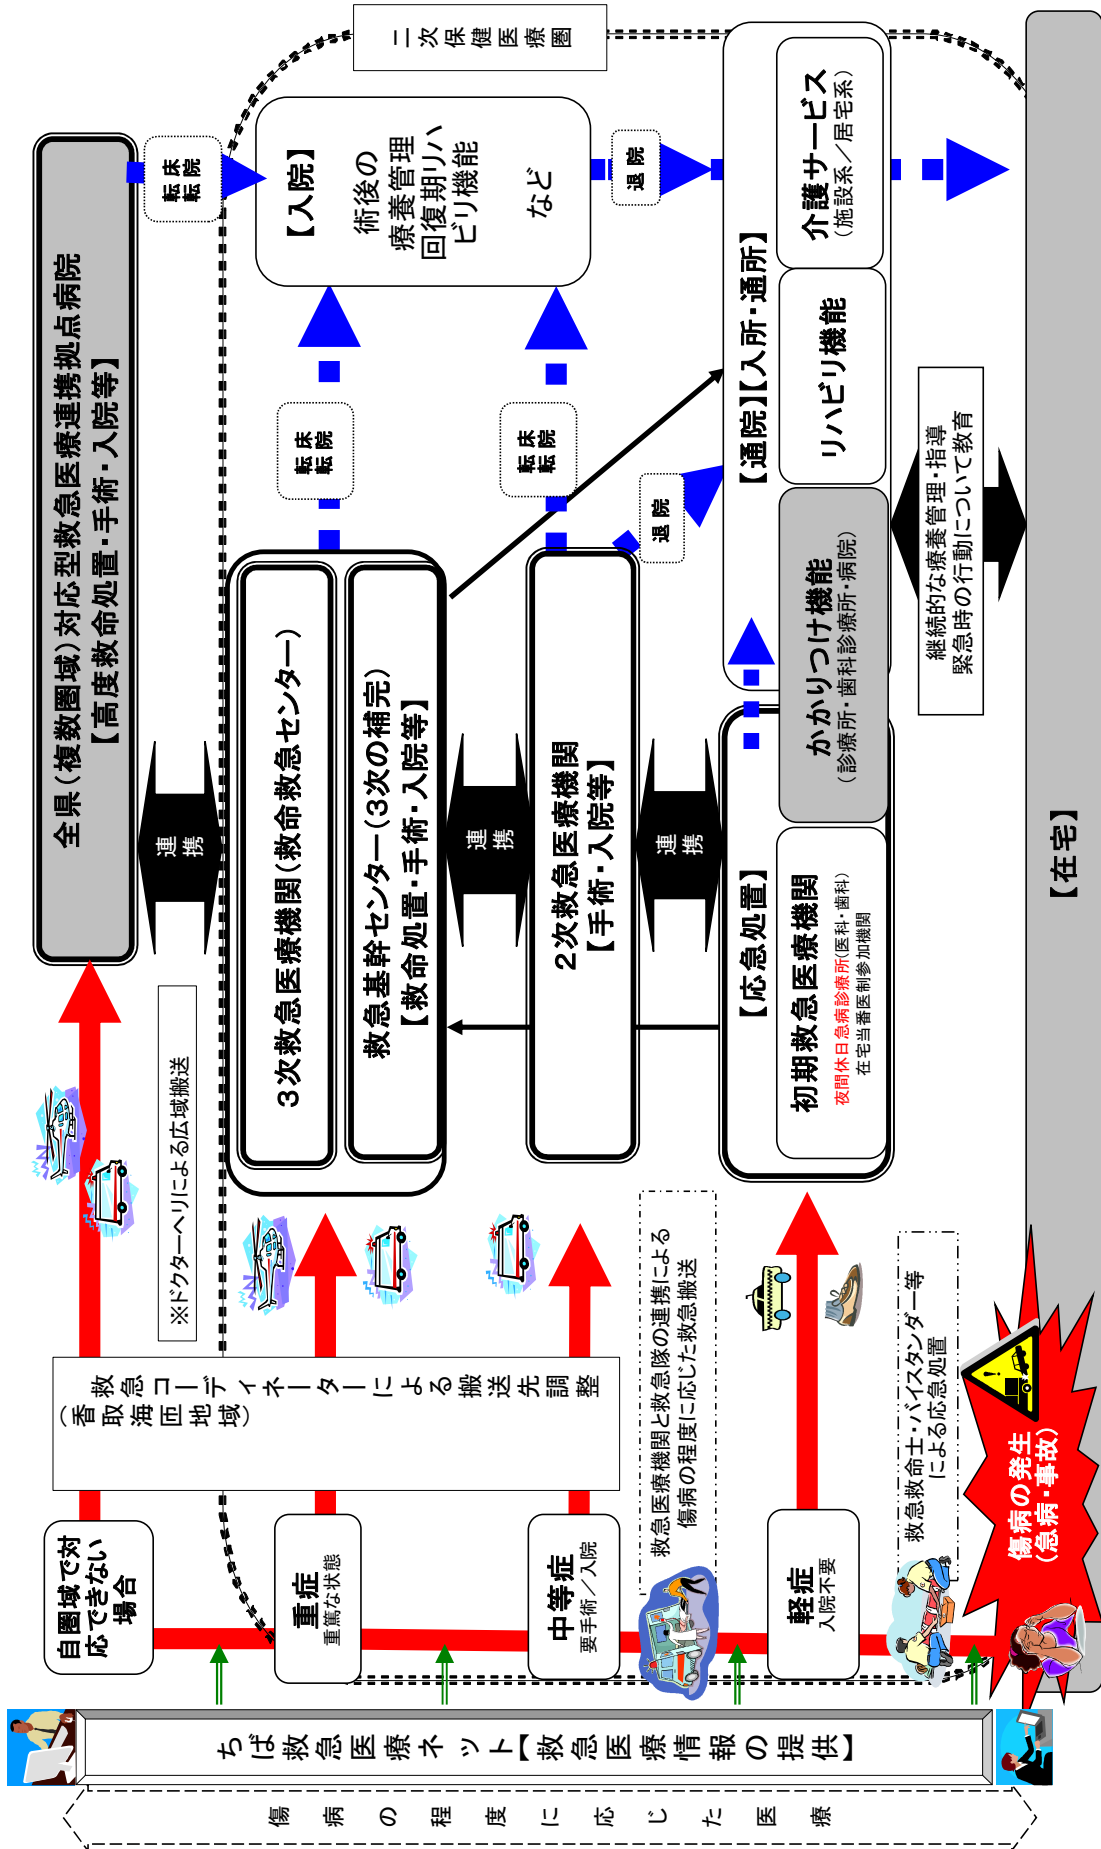 傷病の程度に応じた医療
ちば救急医療ネット【救急医療情報の提供】
自圏域で対
応できない
場合
重症
重篤な状態
中等症
要手術／入院
軽症
入院不要
傷病の発生
（急病・事故）
救急コーディネーターによる搬送先調整
（香取海匝地域）
※ドクターヘリによる広域搬送
救急医療機関と救急隊の連携による
傷病の程度に応じた救急搬送
救急救命士・バイスタンダー等
による応急処置
全県（複数圏域）対応型救急医療連携拠点病院
【高度救命処置・手術・入院等】
連携
3次救急医療機関（救命救急センター）
救急基幹センター（3次の補完）
【救命処置・手術・入院等】
連携
2次救急医療機関
【手術・入院等】
連携
【応急処置】
初期救急医療機関
夜間休日急病診療所(医科・歯科)
在宅当番医制参加機関
かかりつけ機能
（診療所・歯科診療所・病院）
【通院】【入所・通所】
リハビリ機能
介護サービス
（施設系／居宅系）
転床
転院
転床
転院
転床
転院
退院
退院
【入院】
術後の
療養管理
回復期リハ
ビリ機能
など
二次保健医療圏
継続的な療養管理・指導
緊急時の行動について教育
【在宅】